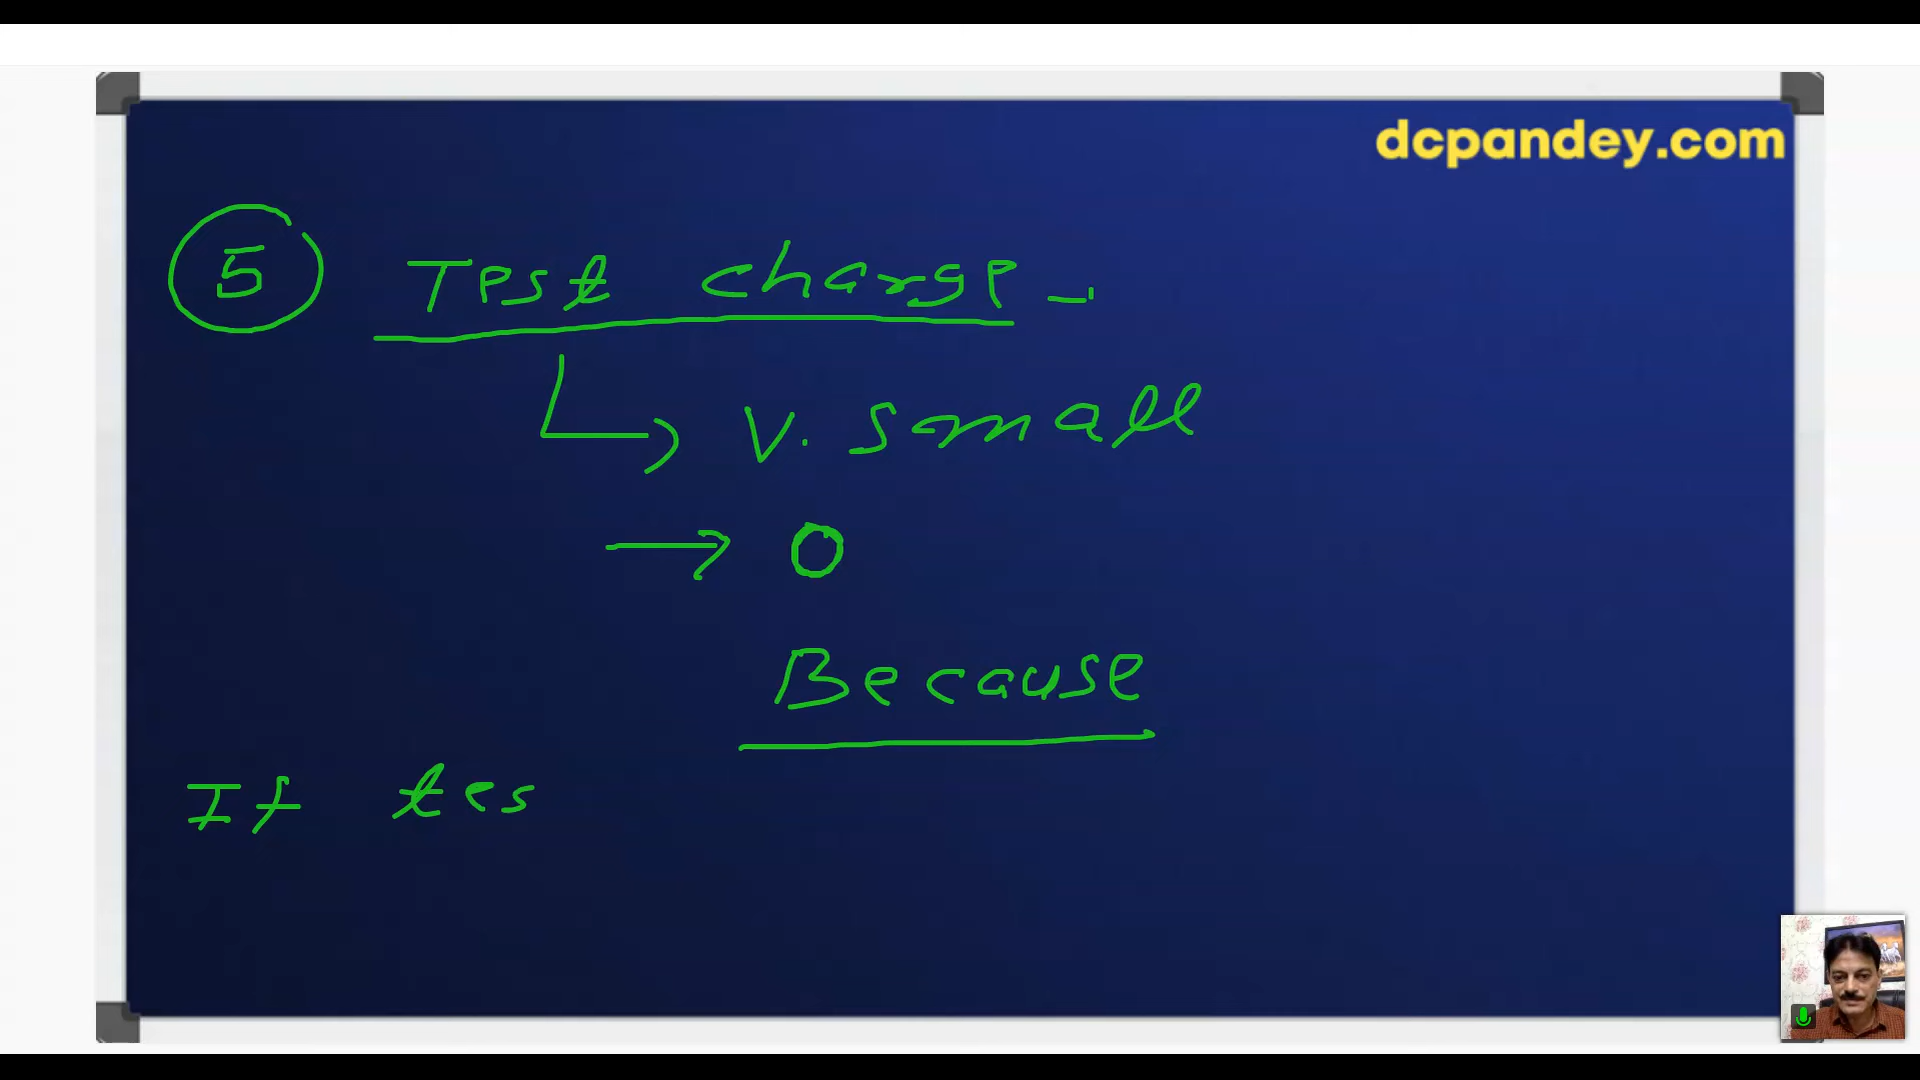 dcpandey.com
5 Test charge -
V. small
→ 0
Because
If tes